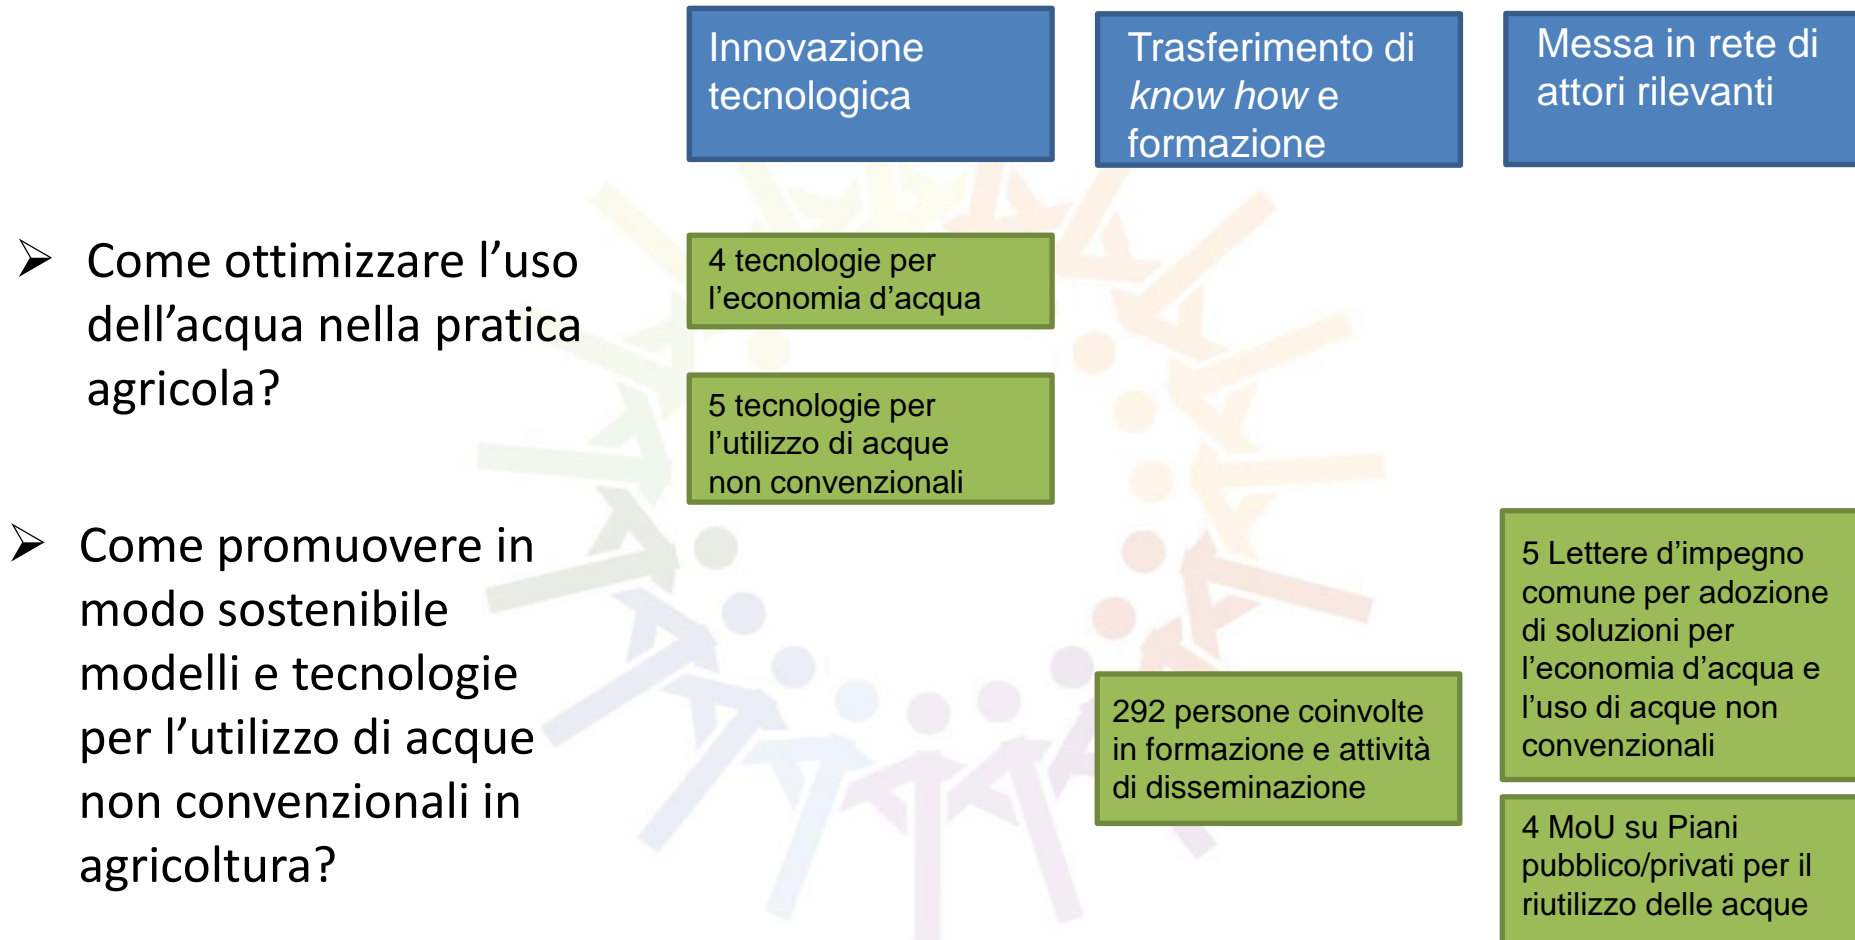 Innovazione
tecnologica
Trasferimento di
know how e
formazione
Messa in rete di
attori rilevanti
➢ Come ottimizzare l’uso
dell’acqua nella pratica
agricola?
4 tecnologie per
l’economia d’acqua
5 tecnologie per
l’utilizzo di acque
non convenzionali
➢ Come promuovere in
modo sostenibile
modelli e tecnologie
per l’utilizzo di acque
non convenzionali in
agricoltura?
292 persone coinvolte
in formazione e attività
di disseminazione
5 Lettere d’impegno
comune per adozione
di soluzioni per
l’economia d’acqua e
l’uso di acque non
convenzionali
4 MoU su Piani
pubblico/privati per il
riutilizzo delle acque